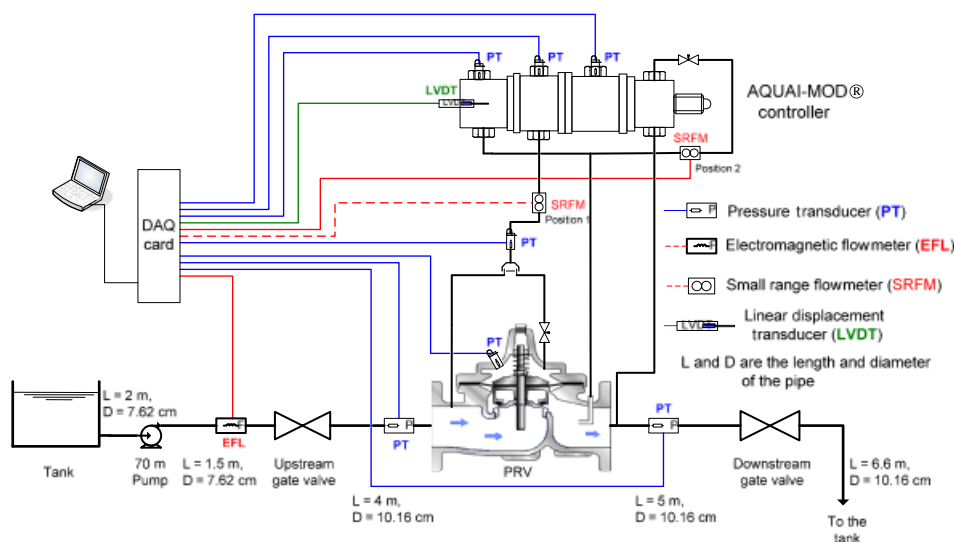 PT
PT
PT
LVDT
LVDT
AQUAI-MOD®
controller
SRFM
Position 2
DAQ
card
SRFM
Position 1
PT
P
Pressure transducer (PT)
F
Electromagnetic flowmeter (EFL)
Small range flowmeter (SRFM)
LVDT
Linear displacement
transducer (LVDT)
L and D are the length and diameter
of the pipe
PT
L = 2 m,
D = 7.62 cm
F
P
PT
P
EFL
PT
Tank
70 m
Pump
L = 1.5 m,
D = 7.62 cm
Upstream
gate valve
PRV
Downstream
gate valve
L = 6.6 m,
D = 10.16 cm
L = 4 m,
D = 10.16 cm
L = 5 m,
D = 10.16 cm
To the
tank